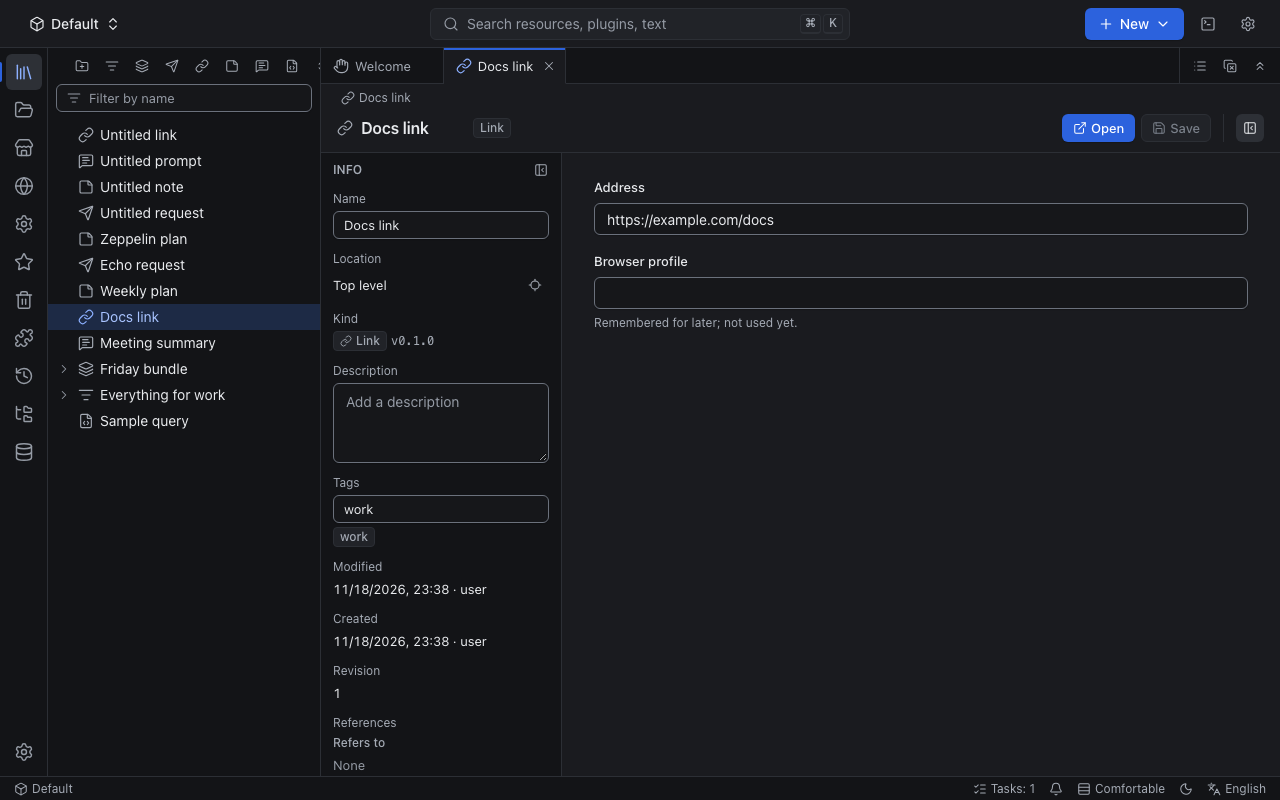 Default
Search resources, plugins, text
⌘ K
New
Welcome
Docs link
Filter by name
Docs link
Docs link
Link
Open
Save
Untitled link
Untitled prompt
Untitled note
Untitled request
Zeppelin plan
Echo request
Weekly plan
Docs link
Meeting summary
Friday bundle
Everything for work
Sample query
INFO
Name
Docs link
Location
Top level
Kind
Link v0.1.0
Description
Add a description
Tags
work
work
Modified
11/18/2026, 23:38 · user
Created
11/18/2026, 23:38 · user
Revision
1
References
Refers to
None
Address
https://example.com/docs
Browser profile
Remembered for later; not used yet.
Default
Tasks: 1
Comfortable
English